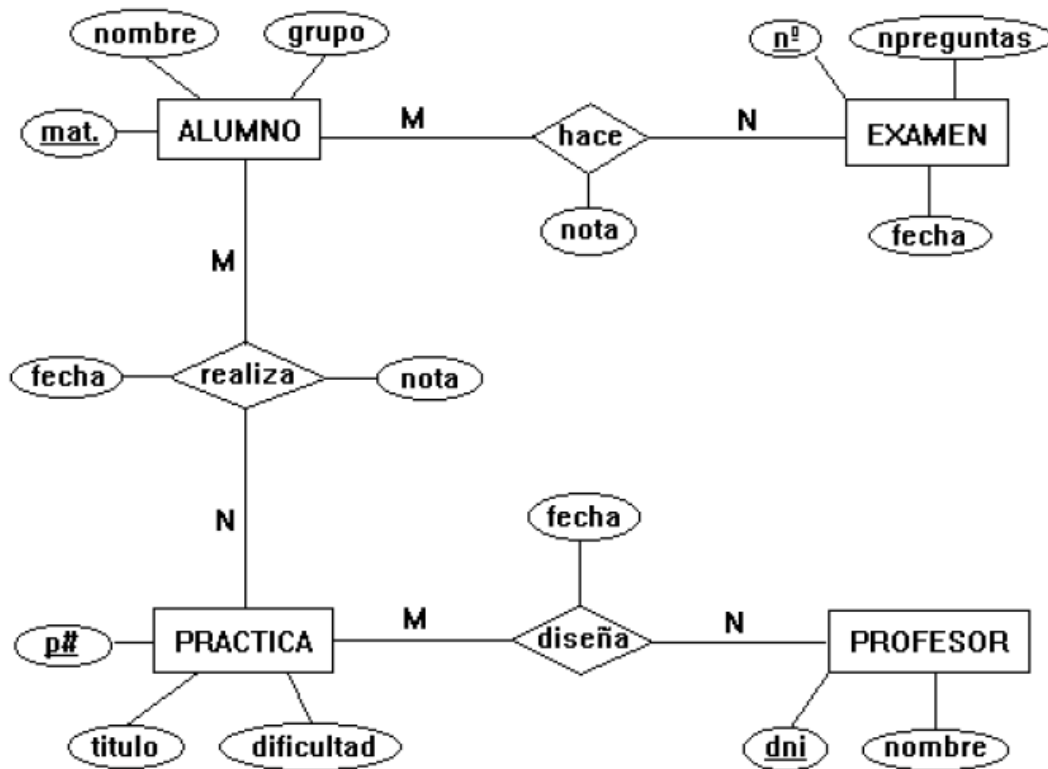 nombre
grupo
nº
npreguntas
mat.
ALUMNO
M
hace
N
EXAMEN
nota
fecha
M
fecha
realiza
nota
N
fecha
p#
PRACTICA
M
diseña
N
PROFESOR
titulo
dificultad
dni
nombre